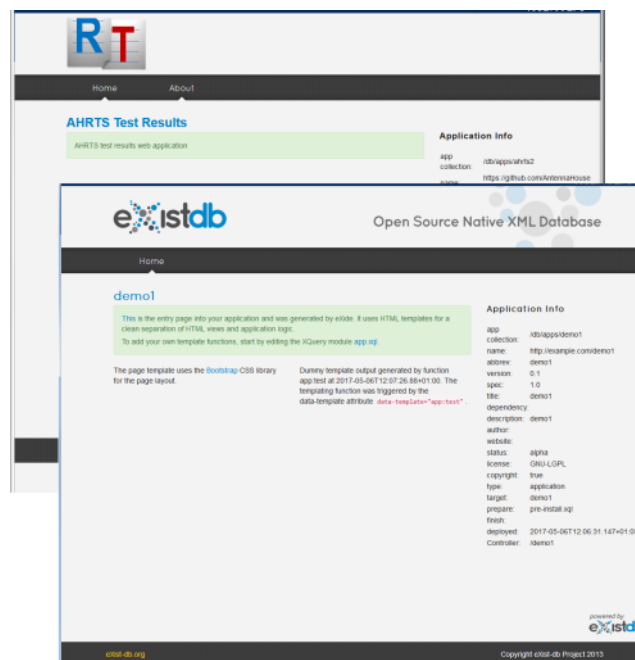 RT
Home About
AHRTS Test Results
AHRTS test results web application
Application Info
app
collection: /db/apps/ahrts2
name: https://github.com/AntennaHouse
eXistdb
Open Source Native XML Database
Home
demo1
This is the entry page into your application and was generated by eXide. It uses HTML templates for a
clean separation of HTML views and application logic.
To add your own template functions, start by editing the XQuery module app.xql.
The page template uses the Bootstrap CSS library
for the page layout.
Dummy template output generated by function
app:test at 2017-05-06T12:07:26.88+01:00. The
templating function was triggered by the
data-template attribute data-template="app:test" .
Application Info
app
collection: /db/apps/demo1
name: http://example.com/demo1
abbrev: demo1
version: 0.1
spec: 1.0
title: demo1
dependency:
description: demo1
author:
website:
status: alpha
license: GNU-LGPL
copyright: true
type: application
target: demo1
prepare: pre-install.xql
finish:
deployed: 2017-05-06T12:06:31.147+01:0
Controller: /demo1
powered by
eXistd
exist-db.org
Copyright eXist-db Project 2013